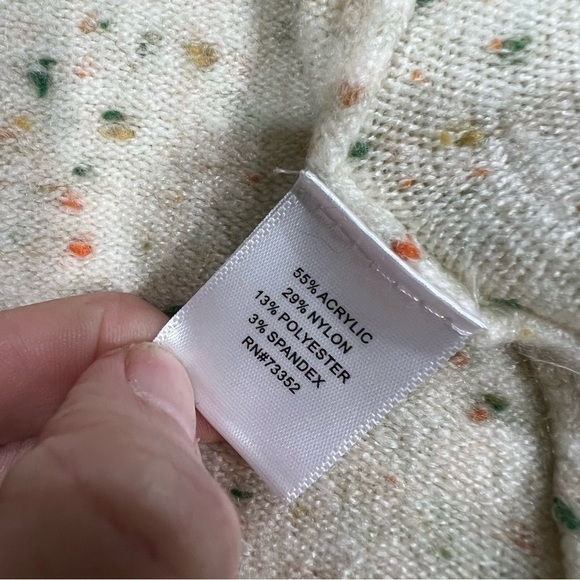 55% ACRYLIC
29% NYLON
13% POLYESTER
3% SPANDEX
RN#73352